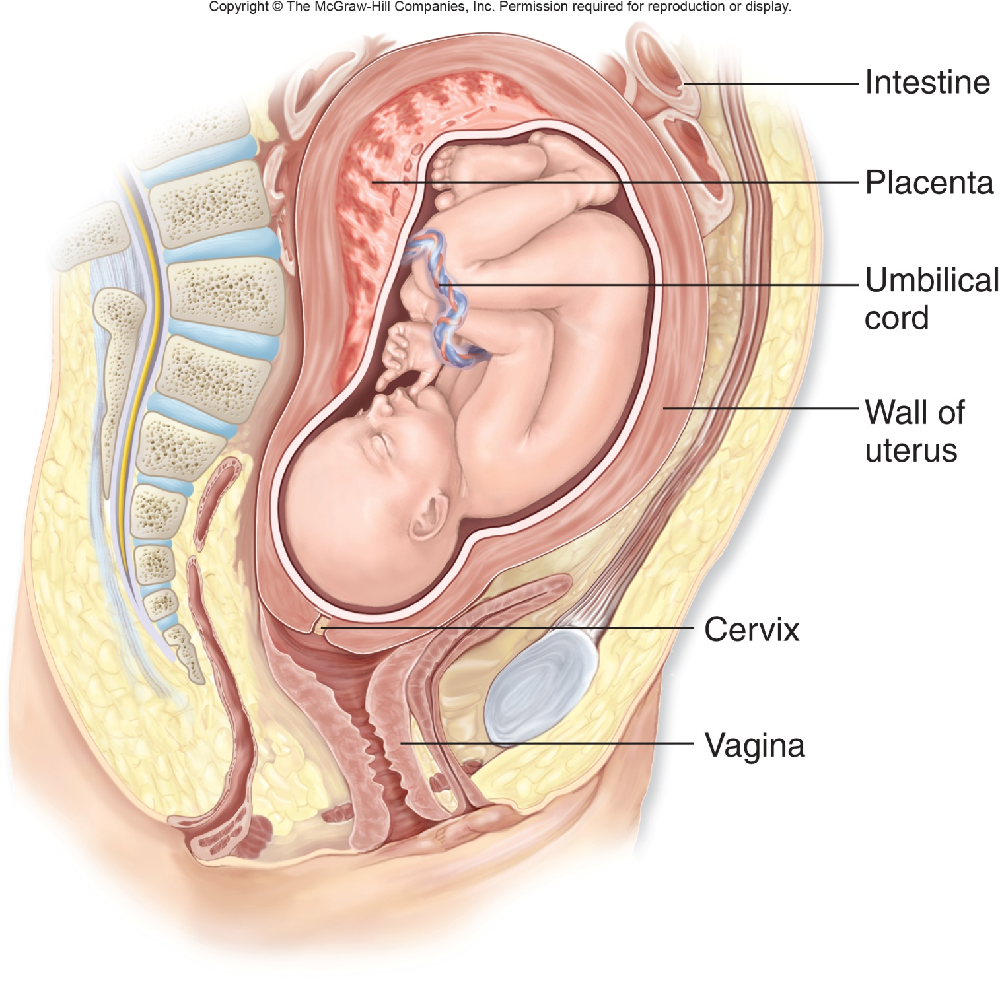 Copyright © The McGraw-Hill Companies, Inc. Permission required for reproduction or display.
Intestine
Placenta
Umbilical
cord
Wall of
uterus
Cervix
Vagina